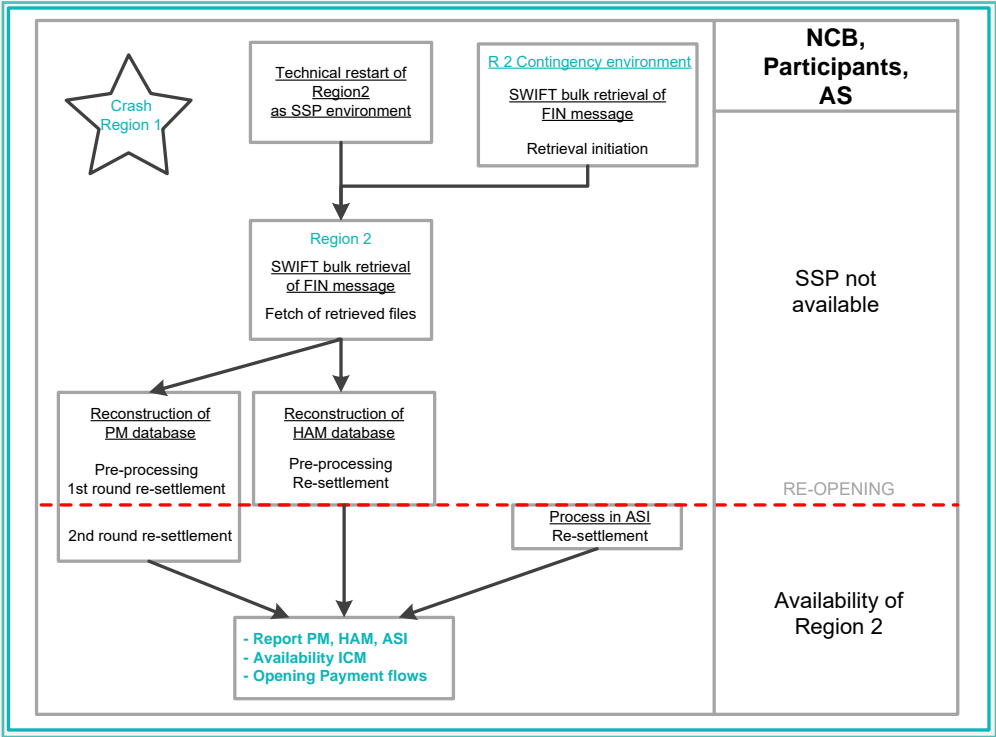 Crash
Region 1
Technical restart of
Region2
as SSP environment
R 2 Contingency environment
SWIFT bulk retrieval of
FIN message
Retrieval initiation
NCB,
Participants,
AS
Region 2
SWIFT bulk retrieval
of FIN message
Fetch of retrieved files
SSP not
available
Reconstruction of
PM database
Pre-processing
1st round re-settlement
2nd round re-settlement
Reconstruction of
HAM database
Pre-processing
Re-settlement
RE-OPENING
Process in ASI
Re-settlement
Availability of
Region 2
- Report PM, HAM, ASI
- Availability ICM
- Opening Payment flows